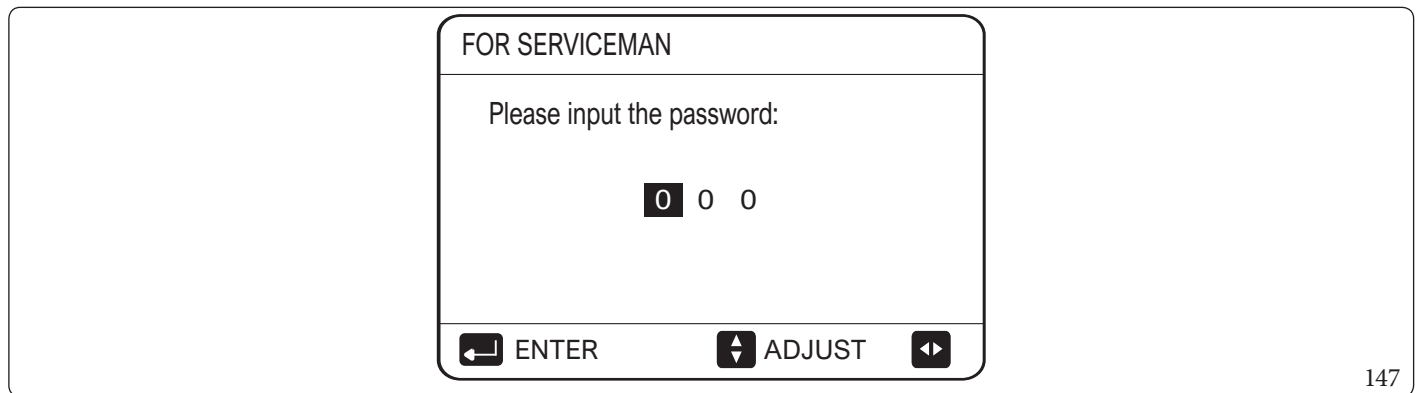 FOR SERVICEMAN
Please input the password:
0 0 0
ENTER ADJUST
147